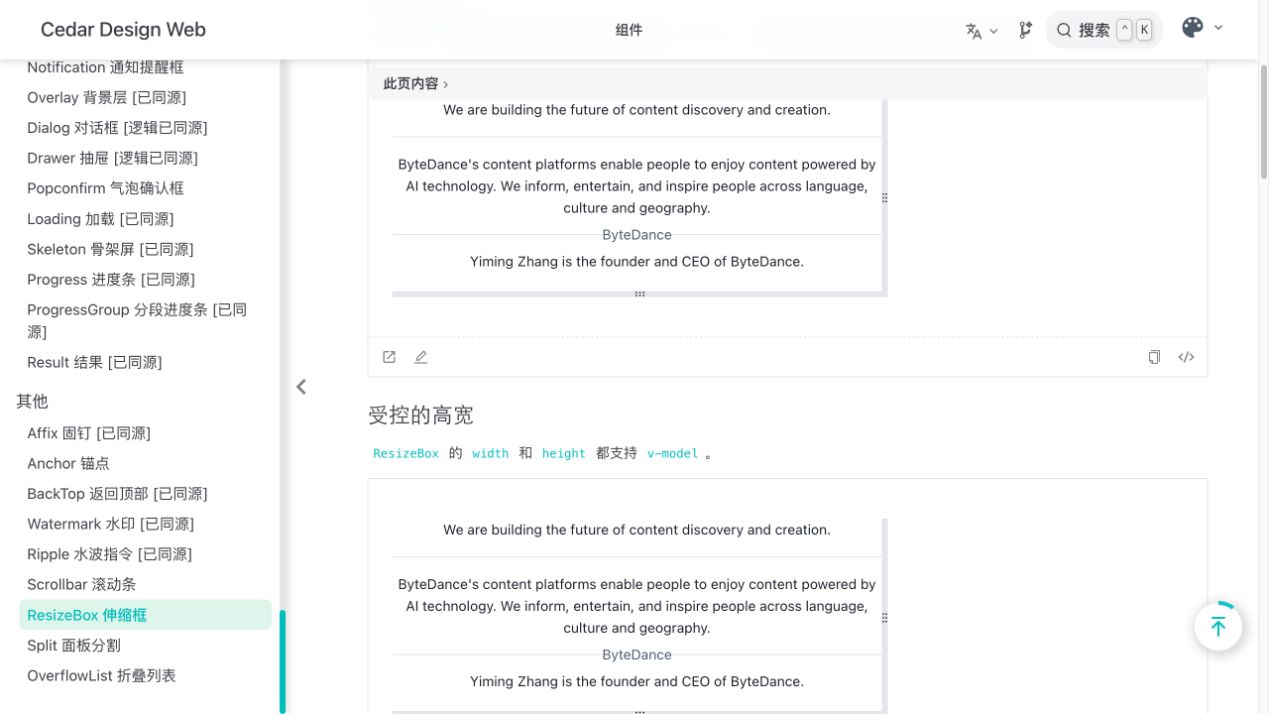 Cedar Design Web
组件
搜索 ^ K
Notification 通知提醒框
Overlay 背景层 [已同源]
Dialog 对话框 [逻辑已同源]
Drawer 抽屉 [逻辑已同源]
Popconfirm 气泡确认框
Loading 加载 [已同源]
Skeleton 骨架屏 [已同源]
Progress 进度条 [已同源]
ProgressGroup 分段进度条 [已同
源]
Result 结果 [已同源]
其他
Affix 固钉 [已同源]
Anchor 锚点
BackTop 返回顶部 [已同源]
Watermark 水印 [已同源]
Ripple 水波指令 [已同源]
Scrollbar 滚动条
ResizeBox 伸缩框
Split 面板分割
OverflowList 折叠列表
此页内容 ›
We are building the future of content discovery and creation.
ByteDance's content platforms enable people to enjoy content powered by
AI technology. We inform, entertain, and inspire people across language,
culture and geography.
ByteDance
Yiming Zhang is the founder and CEO of ByteDance.
受控的高宽
ResizeBox 的 width 和 height 都支持 v-model 。
We are building the future of content discovery and creation.
ByteDance's content platforms enable people to enjoy content powered by
AI technology. We inform, entertain, and inspire people across language,
culture and geography.
ByteDance
Yiming Zhang is the founder and CEO of ByteDance.